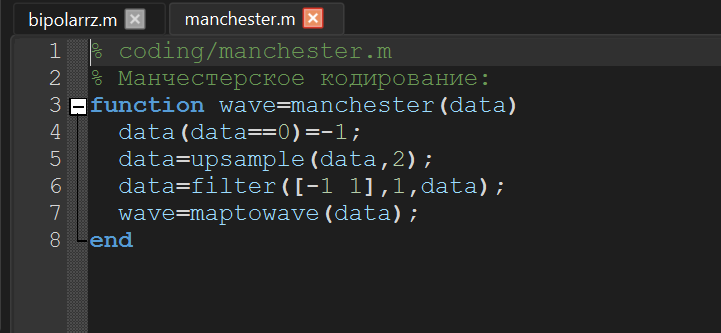 bipolarrz.m manchester.m
1 % coding/manchester.m
2 % Манчестерское кодирование:
3 function wave=manchester(data)
4 data(data==0)=-1;
5 data=upsample(data,2);
6 data=filter([-1 1],1,data);
7 wave=maptowave(data);
8 end